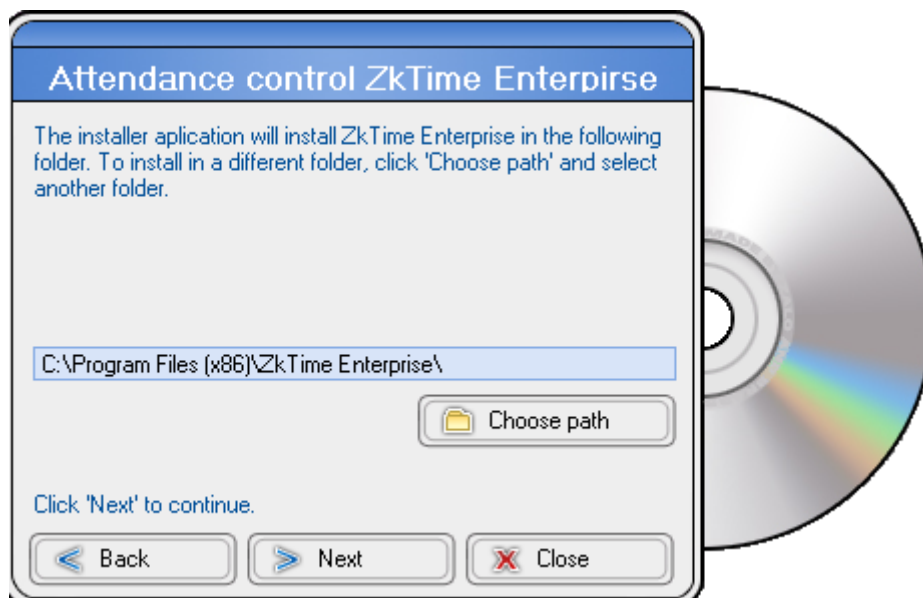 Attendance control ZkTime Enterpirse
The installer aplication will install ZkTime Enterprise in the following
folder. To install in a different folder, click 'Choose path' and select
another folder.
C:\Program Files (x86)\ZkTime Enterprise\
Choose path
Click 'Next' to continue.
Back
Next
Close
MADE